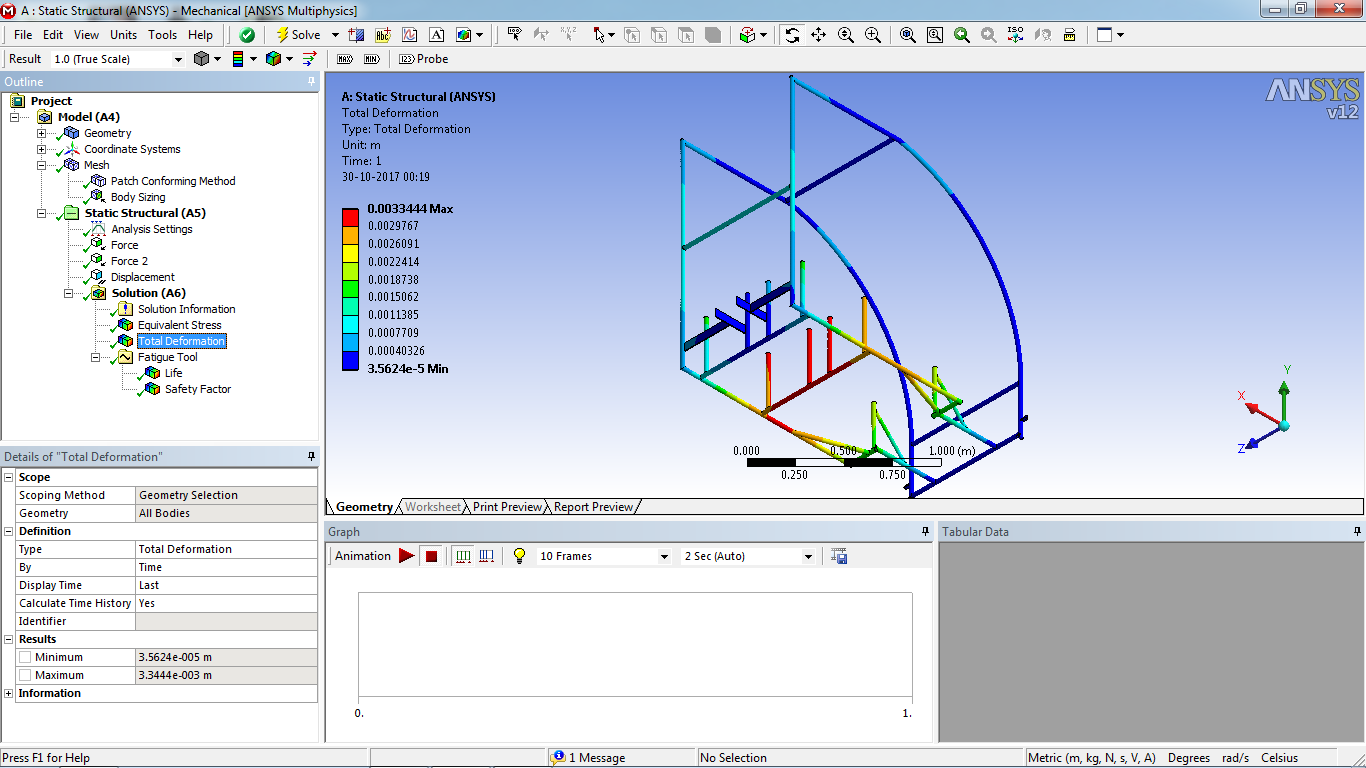 A : Static Structural (ANSYS) - Mechanical [ANSYS Multiphysics]
File Edit View Units Tools Help Solve
Result 1.0 (True Scale) MAX MIN 123 Probe
ISO
Outline
Project
Model (A4)
Geometry
Coordinate Systems
Mesh
Patch Conforming Method
Body Sizing
Static Structural (A5)
Analysis Settings
Force
Force 2
Displacement
Solution (A6)
Solution Information
Equivalent Stress
Total Deformation
Fatigue Tool
Life
Safety Factor
Details of "Total Deformation"
Scope
Scoping Method Geometry Selection
Geometry All Bodies
Definition
Type Total Deformation
By Time
Display Time Last
Calculate Time History Yes
Identifier
Results
Minimum 3.5624e-005 m
Maximum 3.3444e-003 m
Information
A: Static Structural (ANSYS)
Total Deformation
Type: Total Deformation
Unit: m
Time: 1
30-10-2017 00:19
0.0033444 Max
0.0029767
0.0026091
0.0022414
0.0018738
0.0015062
0.0011385
0.0007709
0.00040326
3.5624e-5 Min
ANSYS
v12
Y
X
Z
0.000 0.500 1.000 (m)
0.250 0.750
Geometry Worksheet Print Preview Report Preview
Graph
Animation 10 Frames 2 Sec (Auto)
0. 1.
Tabular Data
Press F1 for Help 1 Message No Selection Metric (m, kg, N, s, V, A) Degrees rad/s Celsius